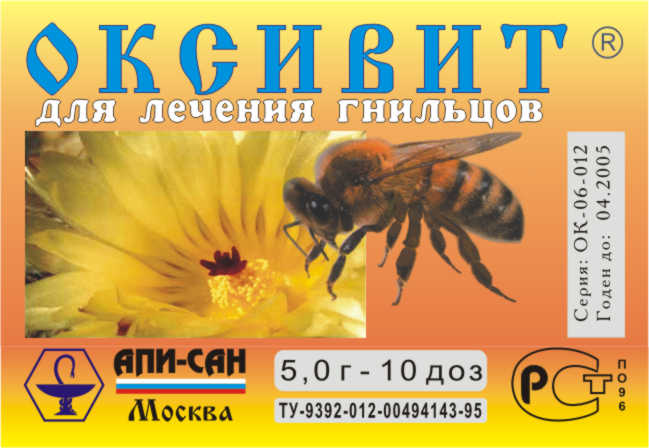 ОКСИВИТ ®
для лечения гнильцов
Серия: ОК-06-012
Годен до: 04.2005
АПИ-САН
Москва
5,0 г - 10 доз
ТУ-9392-012-00494143-95
РСТ
ПО96